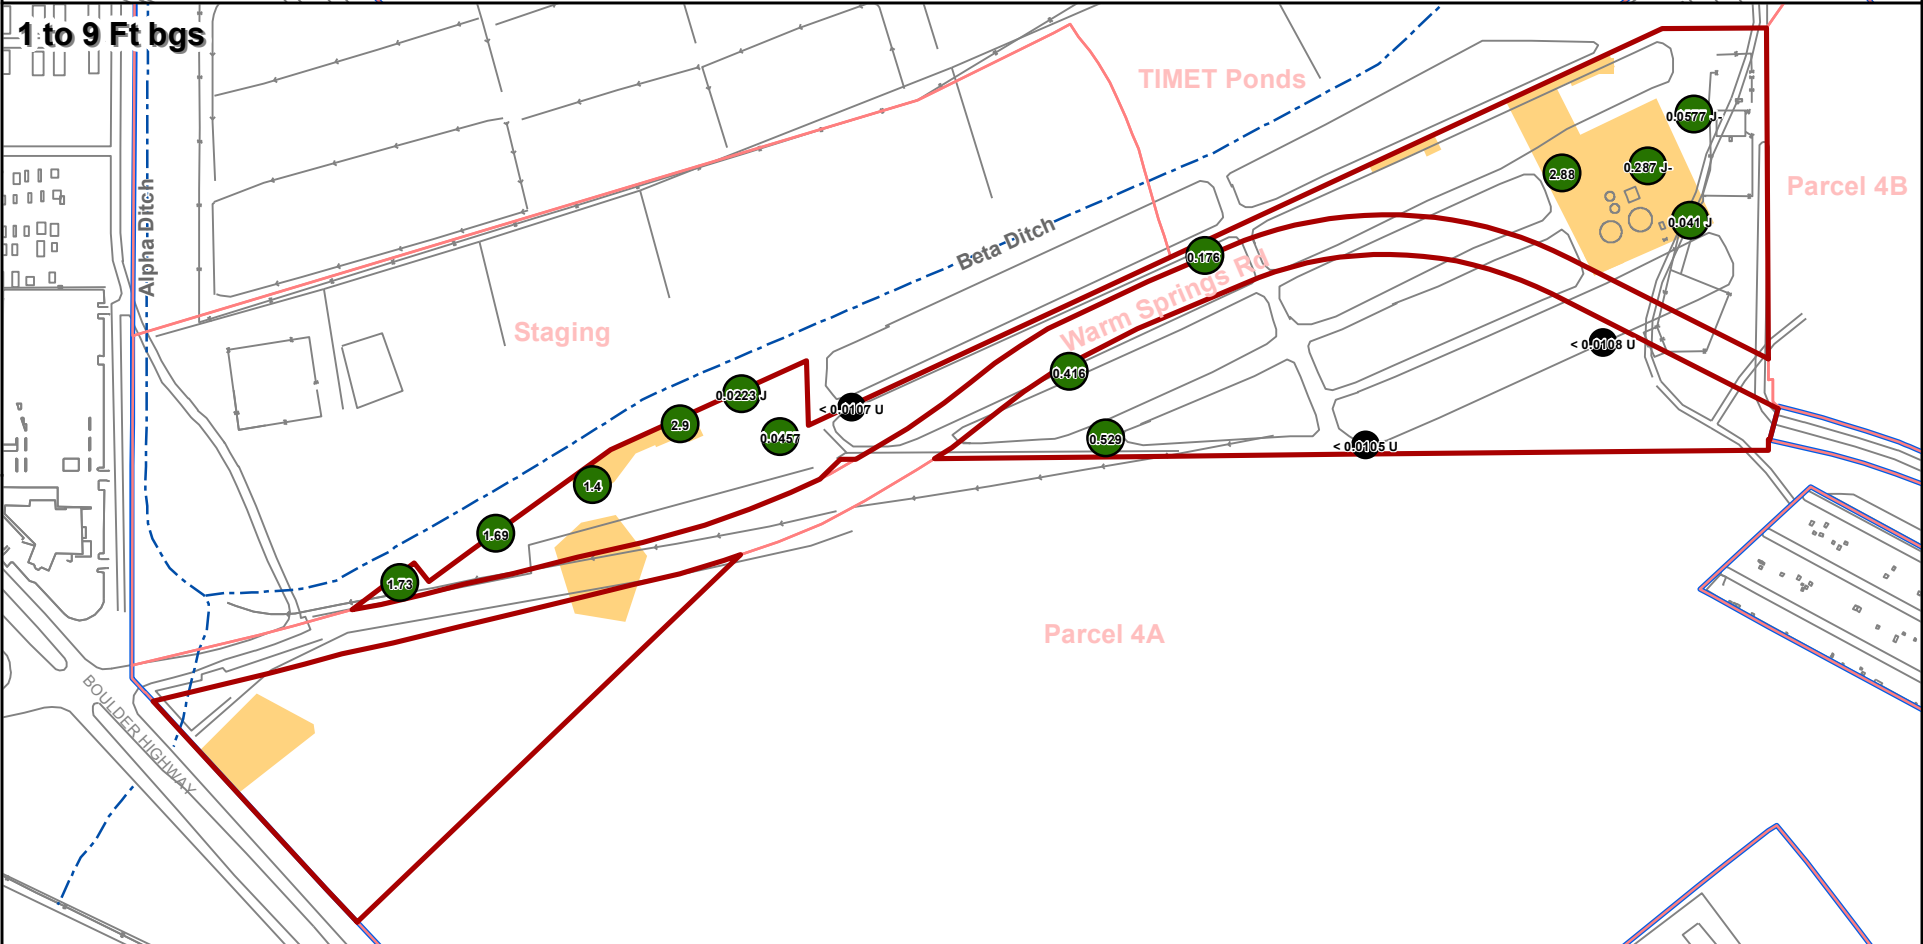 1 to 9 Ft bgs
TIMET Ponds
0.0577 J-
0.287 J-
2.88
Parcel 4B
0.041 J
Alpha Ditch
Beta Ditch
0.176
Warm Springs Rd
Staging
< 0.0108 U
0.416
0.0223 J
< 0.0107 U
2.9
0.0457
0.529
< 0.0105 U
1.4
1.69
1.73
Parcel 4A
BOULDER HIGHWAY